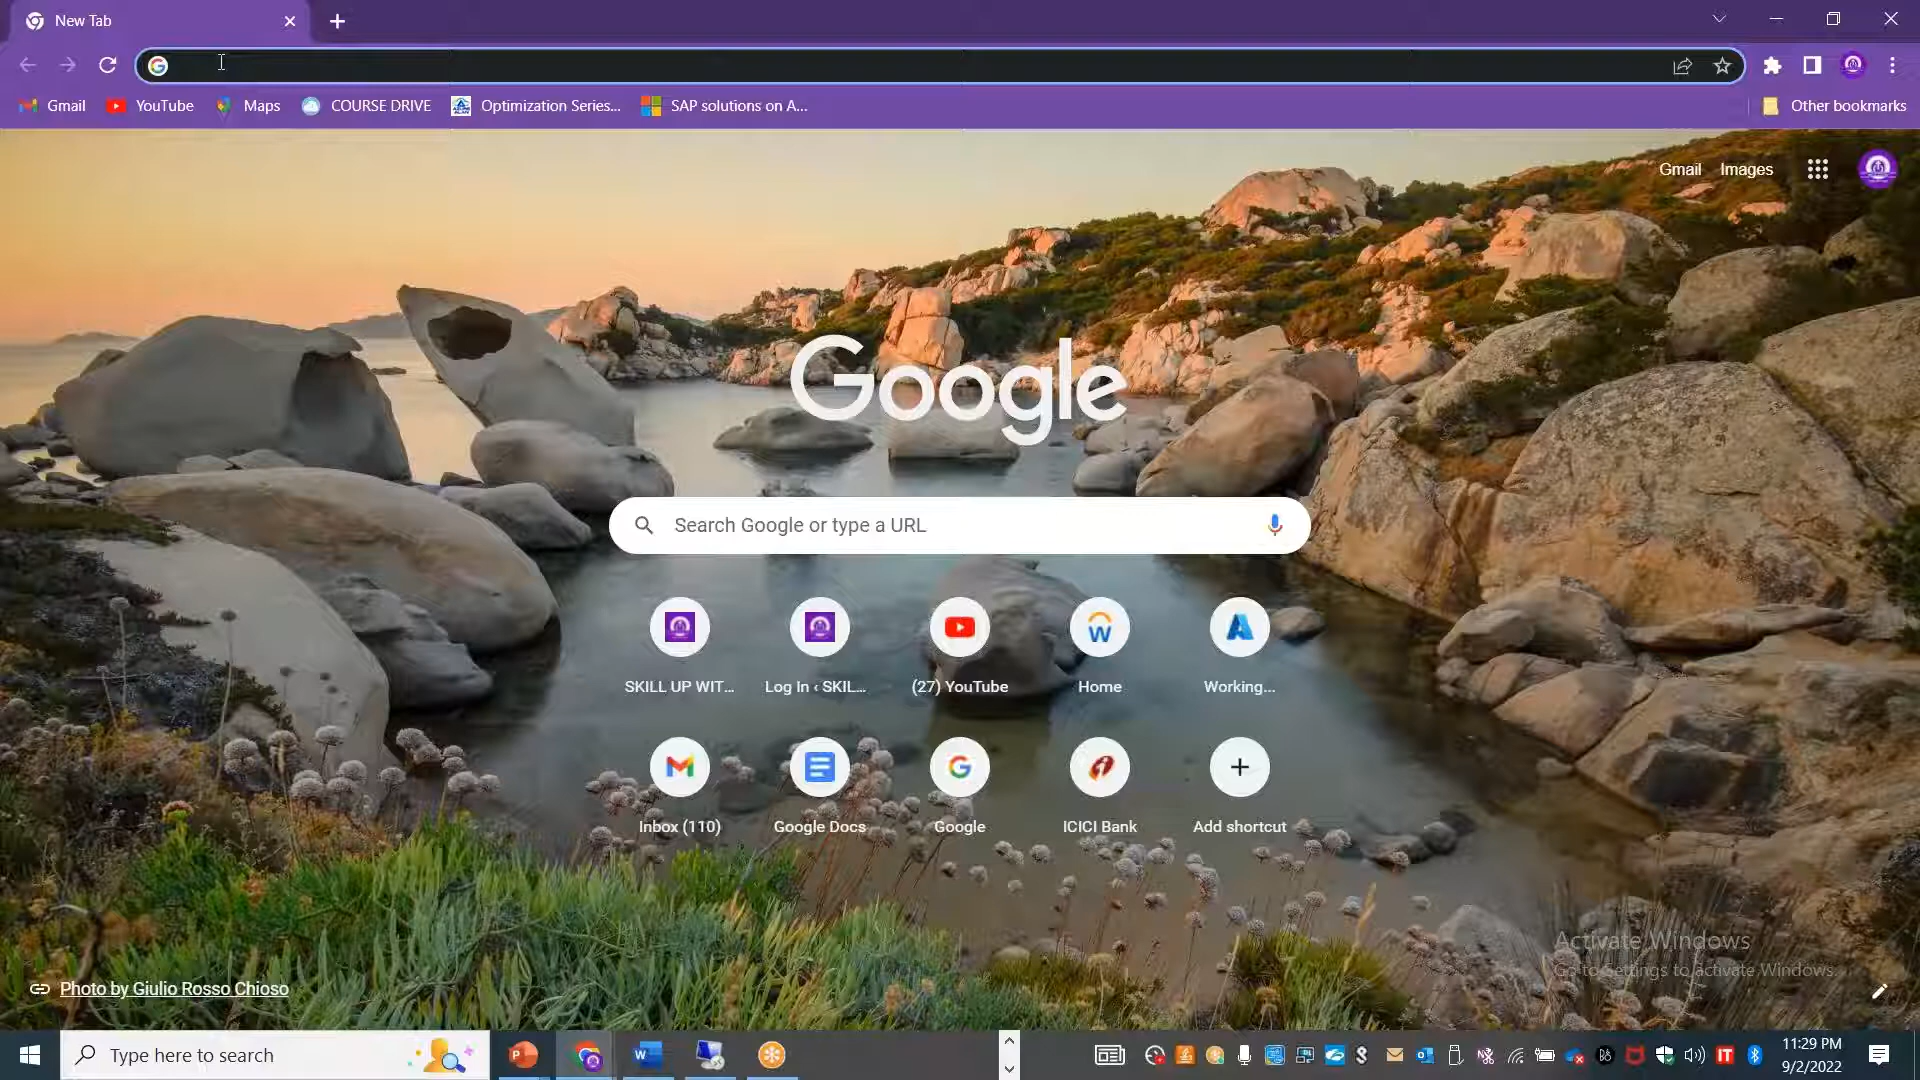 New Tab
Gmail
YouTube
Maps
COURSE DRIVE
Optimization Series...
SAP solutions on A...
Other bookmarks
Gmail Images
Google
Search Google or type a URL
SKILL UP WIT...
Log In ‹ SKIL...
(27) YouTube
Home
Working...
Inbox (110)
Google Docs
Google
ICICI Bank
Add shortcut
Activate Windows
Go to Settings to activate Windows.
Photo by Giulio Rosso Chioso
Type here to search
11:29 PM
9/2/2022